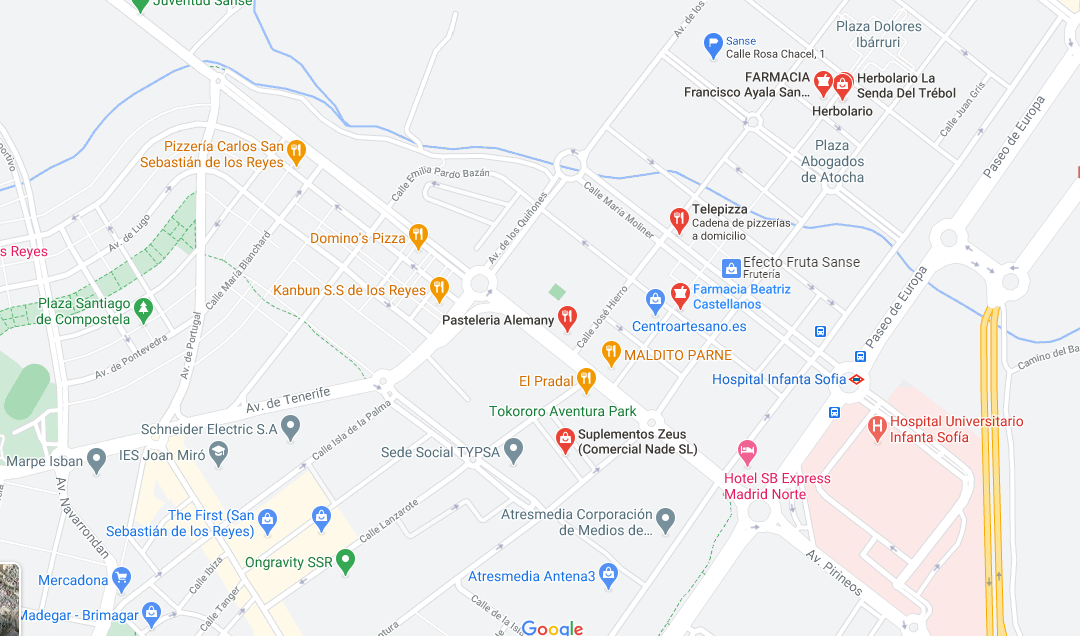 Juventud Sanse
Av. de los
Plaza Dolores
Ibárruri
Sanse
Calle Rosa Chacel, 1
FARMACIA
Francisco Ayala San...
Herbolario La
Senda Del Trébol
Herbolario
Calle Juan Gris
Paseo de Europa
Plaza
Abogados
de Atocha
Pizzería Carlos San
Sebastián de los Reyes
Calle Emilia Pardo Bazán
Calle María Moliner
Av. de los Quiñones
Telepizza
Cadena de pizzerías
a domicilio
Av. de Lugo
s Reyes
Calle María Blanchard
Domino's Pizza
Efecto Fruta Sanse
Frutería
Kanbun S.S de los Reyes
Farmacia Beatriz
Castellanos
Centroartesano.es
Plaza Santiago
de Compostela
Pasteleria Alemany
Calle José Hierro
Paseo de Europa
Av. de Portugal
Av. de Pontevedra
MALDITO PARNE
Camino del Ba
El Pradal
Hospital Infanta Sofia
Av. de Tenerife
Tokororo Aventura Park
Calle Isla de la Palma
Schneider Electric S.A
Suplementos Zeus
(Comercial Nade SL)
Hospital Universitario
Infanta Sofía
IES Joan Miró
Marpe Isban
Sede Social TYPSA
Hotel SB Express
Madrid Norte
Av. Navarrondan
The First (San
Sebastián de los Reyes)
Calle Lanzarote
Atresmedia Corporación
de Medios de...
Ongravity SSR
Av. Pirineos
Mercadona
Calle Ibiza
Atresmedia Antena3
Calle Tanger
Madegar - Brimagar
Calle de la Isla
Google